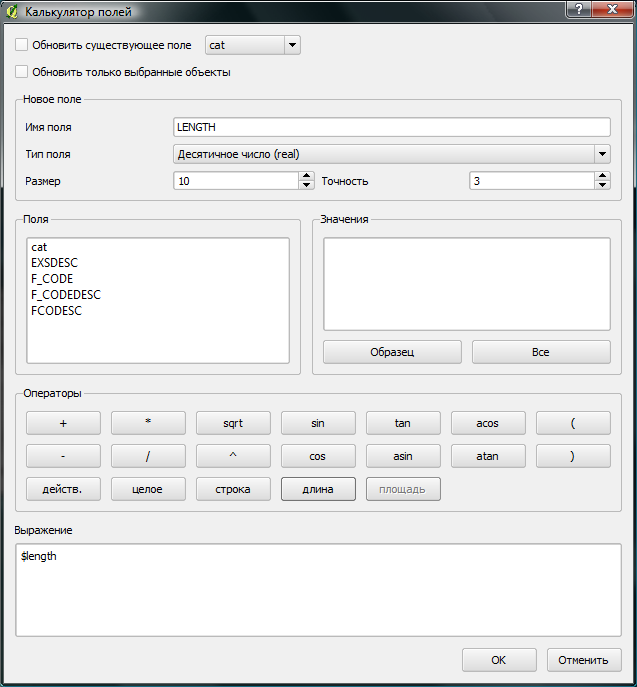 Калькулятор полей
Обновить существующее поле cat
Обновить только выбранные объекты
Новое поле
Имя поля LENGTH
Тип поля Десятичное число (real)
Размер 10 Точность 3
Поля Значения
cat
EXSDESC
F_CODE
F_CODEDESC
FCODESC
Образец Все
Операторы
+ * sqrt sin tan acos (
- / ^ cos asin atan )
действ. целое строка длина площадь
Выражение
$length
OK Отменить